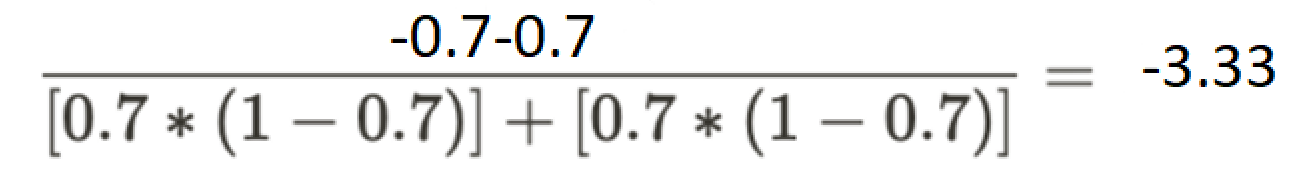 -0.7-0.7
[0.7 * (1 − 0.7)] + [0.7 * (1 − 0.7)] = -3.33